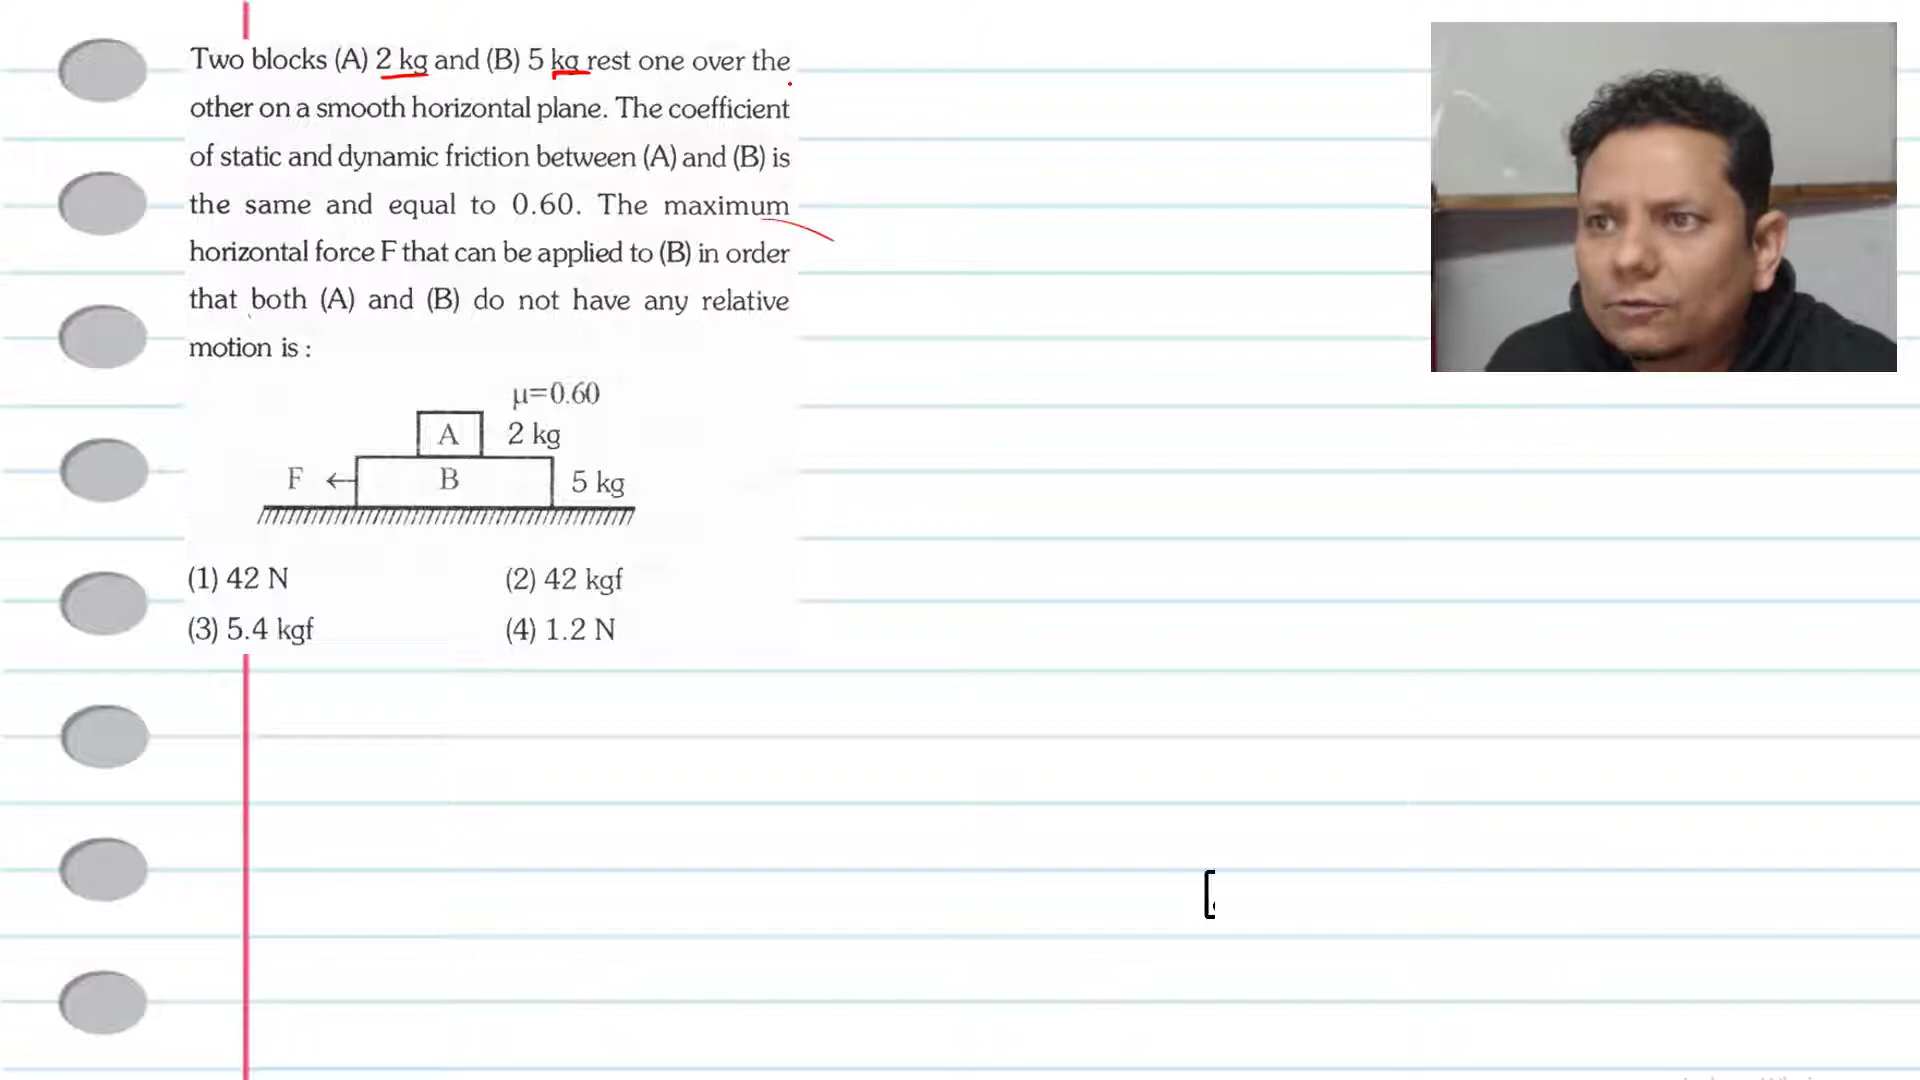 Two blocks (A) 2 kg and (B) 5 kg rest one over the
other on a smooth horizontal plane. The coefficient
of static and dynamic friction between (A) and (B) is
the same and equal to 0.60. The maximum
horizontal force F that can be applied to (B) in order
that both (A) and (B) do not have any relative
motion is :
μ=0.60
A 2 kg
F ← B 5 kg
(1) 42 N (2) 42 kgf
(3) 5.4 kgf (4) 1.2 N